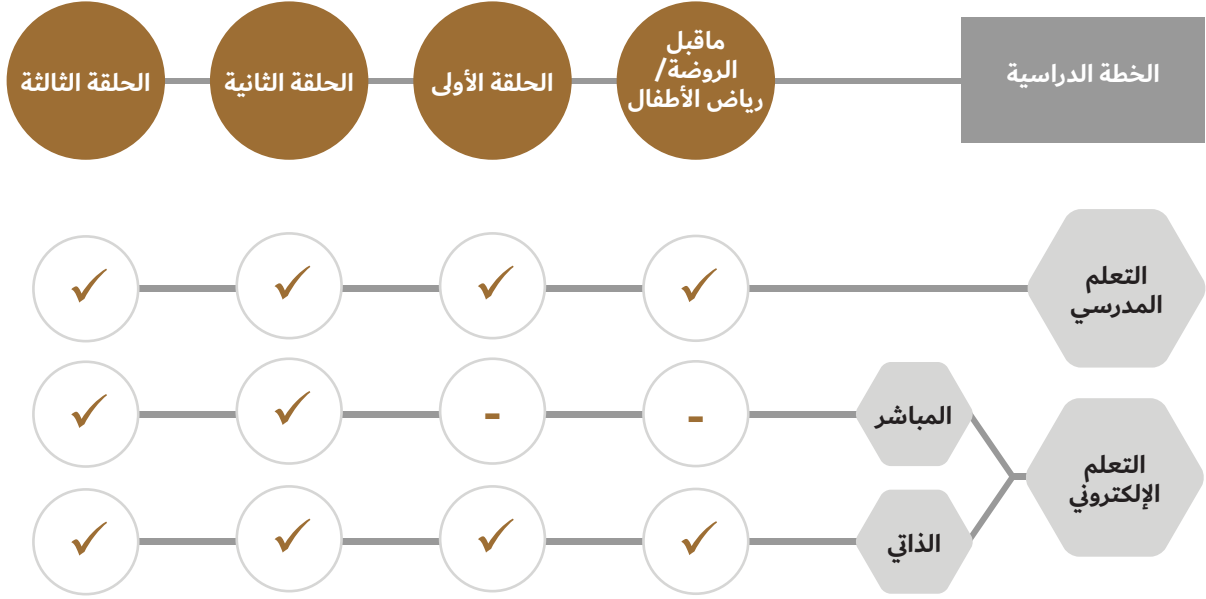 الخطة الدراسية
ماقبل
الروضة/
رياض الأطفال
الحلقة الأولى
الحلقة الثانية
الحلقة الثالثة
التعلم
المدرسي
✓ ✓ ✓ ✓
التعلم
الإلكتروني
المباشر
- - ✓ ✓
الذاتي
✓ ✓ ✓ ✓